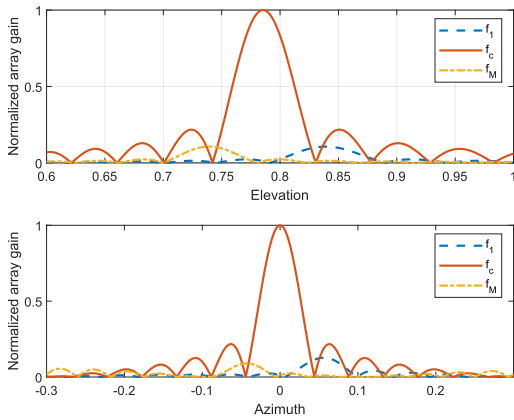 Normalized array gain
1
0.5
0
0.6 0.65 0.7 0.75 0.8 0.85 0.9 0.95 1
Elevation
f1
fc
fM
Normalized array gain
1
0.5
0
-0.3 -0.2 -0.1 0 0.1 0.2
Azimuth
f1
fc
fM